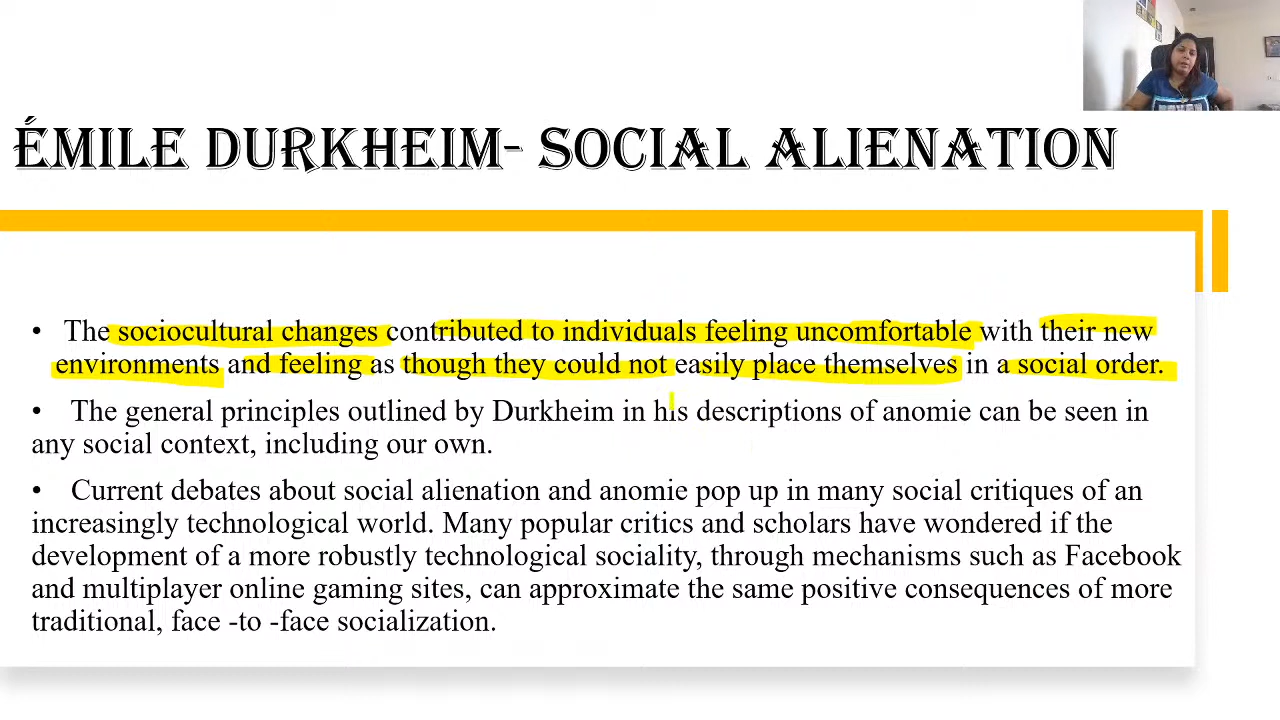 ÉMILE DURKHEIM- SOCIAL ALIENATION
• The sociocultural changes contributed to individuals feeling uncomfortable with their new
environments and feeling as though they could not easily place themselves in a social order.
• The general principles outlined by Durkheim in his descriptions of anomie can be seen in
any social context, including our own.
• Current debates about social alienation and anomie pop up in many social critiques of an
increasingly technological world. Many popular critics and scholars have wondered if the
development of a more robustly technological sociality, through mechanisms such as Facebook
and multiplayer online gaming sites, can approximate the same positive consequences of more
traditional, face -to -face socialization.